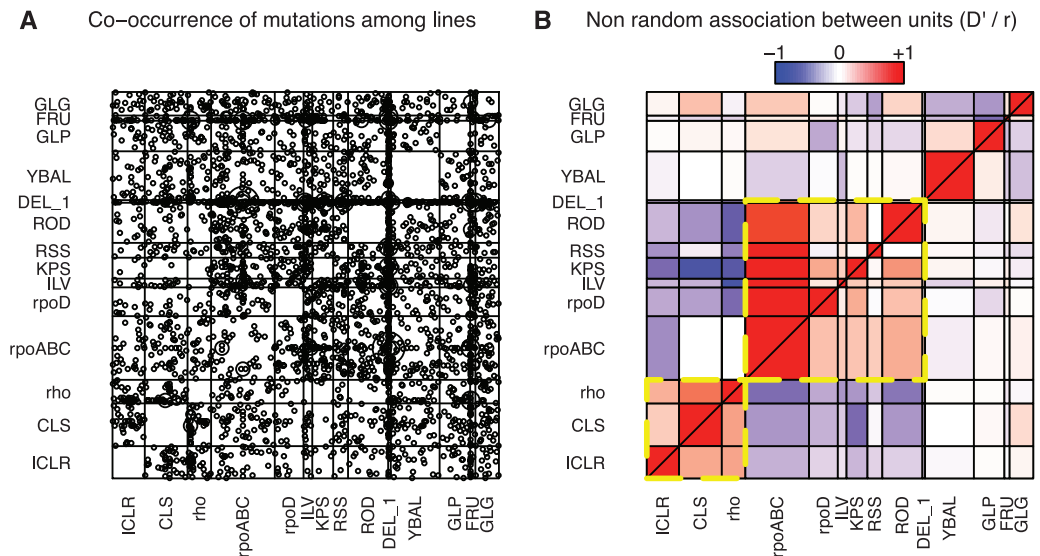 A Co-occurrence of mutations among lines
GLG
FRU
GLP
YBAL
DEL_1
ROD
RSS
KPS
ILV
rpoD
rpoABC
rho
CLS
ICLR
ICLR
CLS
rho
rpoABC
rpoD
ILV
KPS
RSS
ROD
DEL_1
YBAL
GLP
FRU
GLG
B Non random association between units (D' / r)
−1 0 +1
GLG
FRU
GLP
YBAL
DEL_1
ROD
RSS
KPS
ILV
rpoD
rpoABC
rho
CLS
ICLR
ICLR
CLS
rho
rpoABC
rpoD
ILV
KPS
RSS
ROD
DEL_1
YBAL
GLP
FRU
GLG